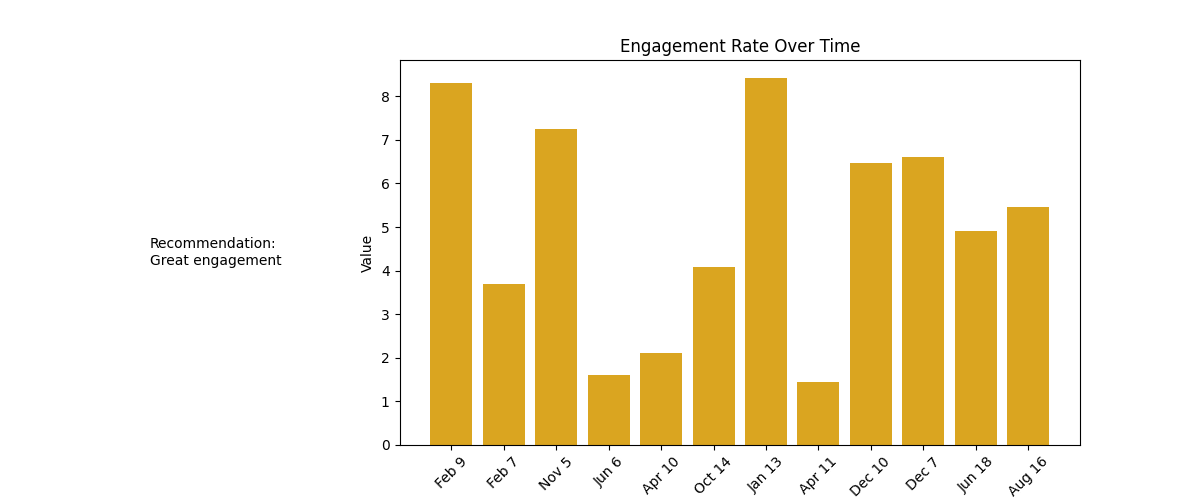 Engagement Rate Over Time
Recommendation:
Great engagement
Value
8
7
6
5
4
3
2
1
0
Feb 9
Feb 7
Nov 5
Jun 6
Apr 10
Oct 14
Jan 13
Apr 11
Dec 10
Dec 7
Jun 18
Aug 16